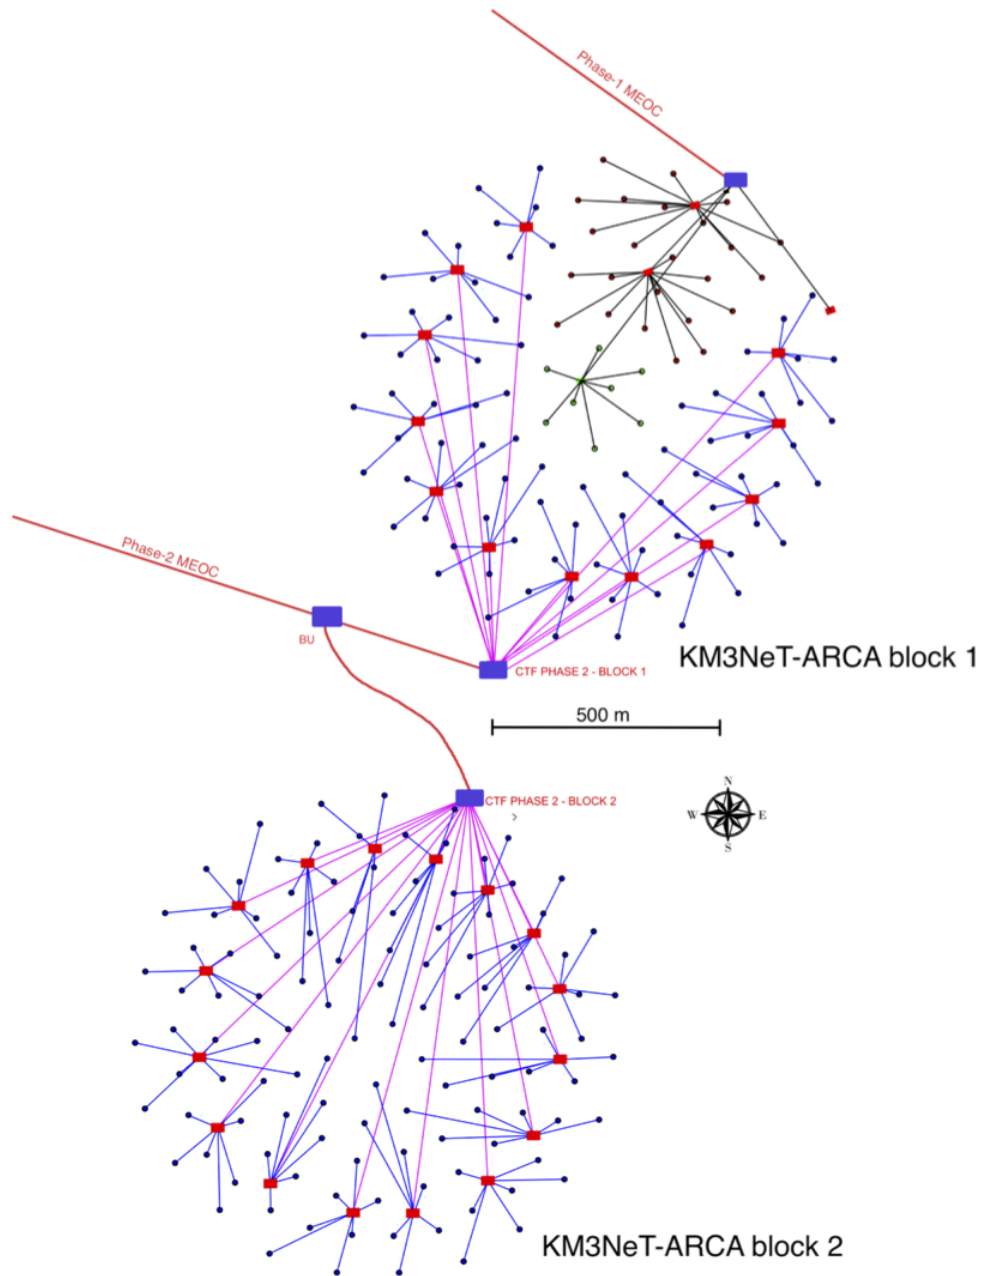 Phase-1 MEOC
Phase-2 MEOC
BU
KM3NeT-ARCA block 1
CTF PHASE 2 - BLOCK 1
500 m
N
W E
S
CTF PHASE 2 - BLOCK 2
KM3NeT-ARCA block 2